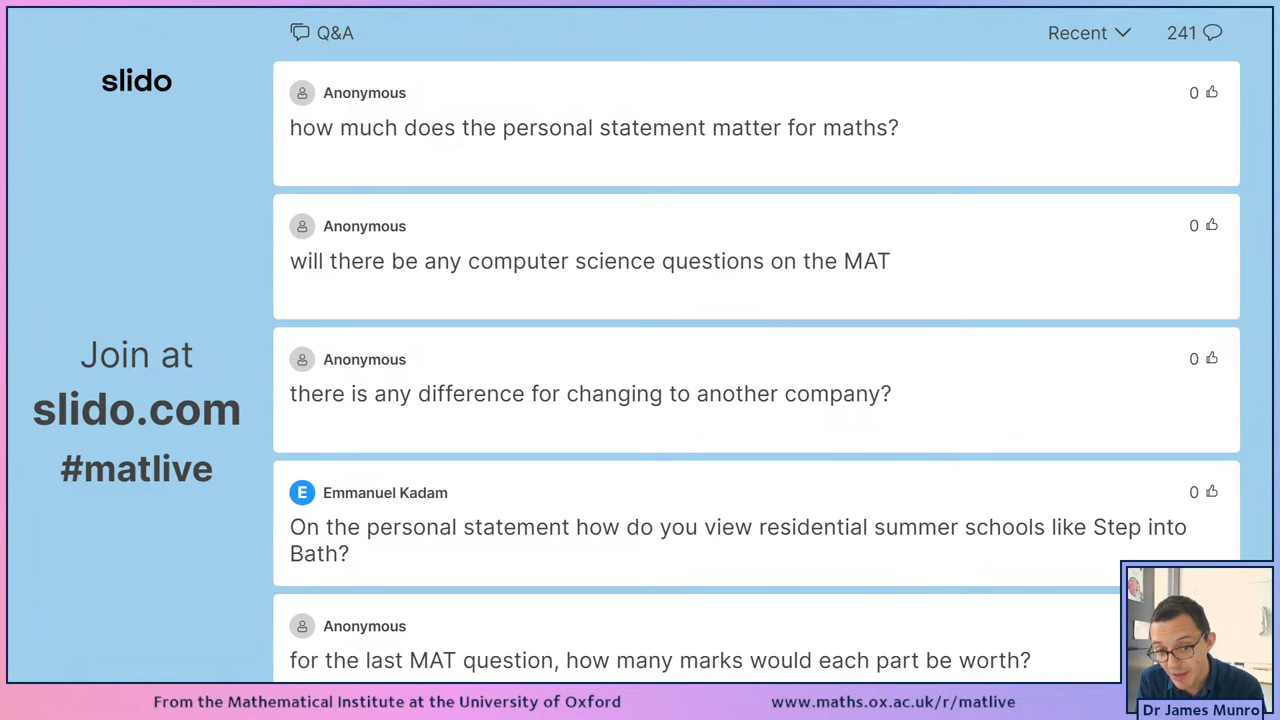 Q&A
Recent
241
slido
Anonymous
0
how much does the personal statement matter for maths?
Anonymous
0
will there be any computer science questions on the MAT
Anonymous
0
there is any difference for changing to another company?
Join at
slido.com
#matlive
E
Emmanuel Kadam
0
On the personal statement how do you view residential summer schools like Step into
Bath?
Anonymous
for the last MAT question, how many marks would each part be worth?
From the Mathematical Institute at the University of Oxford
www.maths.ox.ac.uk/r/matlive
Dr James Munro